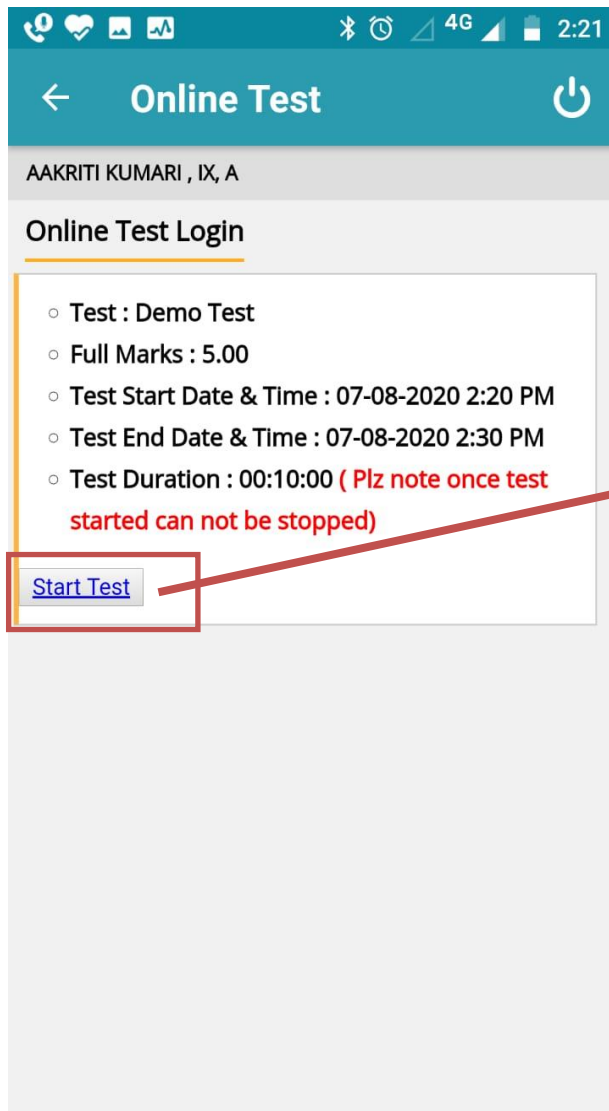 4G 2:21
Online Test
AAKRITI KUMARI , IX, A
Online Test Login
Test : Demo Test
Full Marks : 5.00
Test Start Date & Time : 07-08-2020 2:20 PM
Test End Date & Time : 07-08-2020 2:30 PM
Test Duration : 00:10:00 ( Plz note once test
started can not be stopped)
Start Test